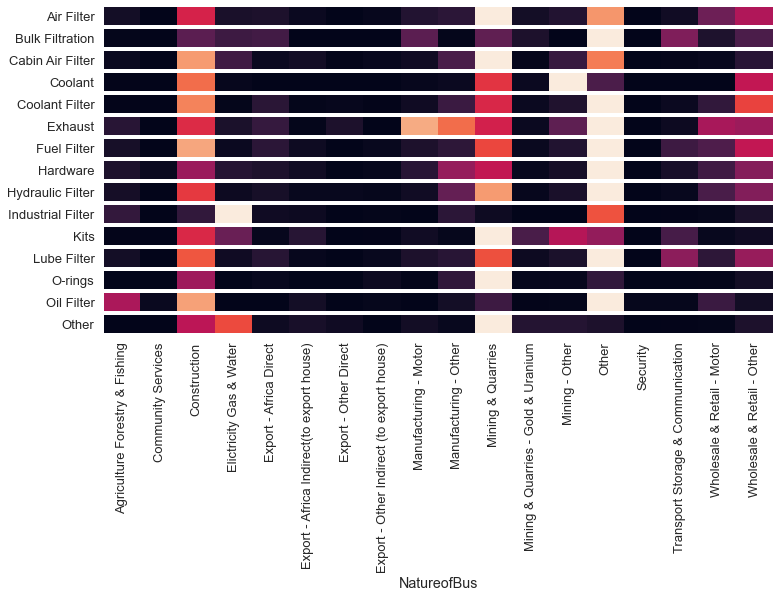 Air Filter
Bulk Filtration
Cabin Air Filter
Coolant
Coolant Filter
Exhaust
Fuel Filter
Hardware
Hydraulic Filter
Industrial Filter
Kits
Lube Filter
O-rings
Oil Filter
Other
Agriculture Forestry & Fishing
Community Services
Construction
Elictricity Gas & Water
Export - Africa Direct
Export - Africa Indirect(to export house)
Export - Other Direct
Export - Other Indirect (to export house)
Manufacturing - Motor
Manufacturing - Other
Mining & Quarries
Mining & Quarries - Gold & Uranium
Mining - Other
Other
Security
Transport Storage & Communication
Wholesale & Retail - Motor
Wholesale & Retail - Other
NatureofBus